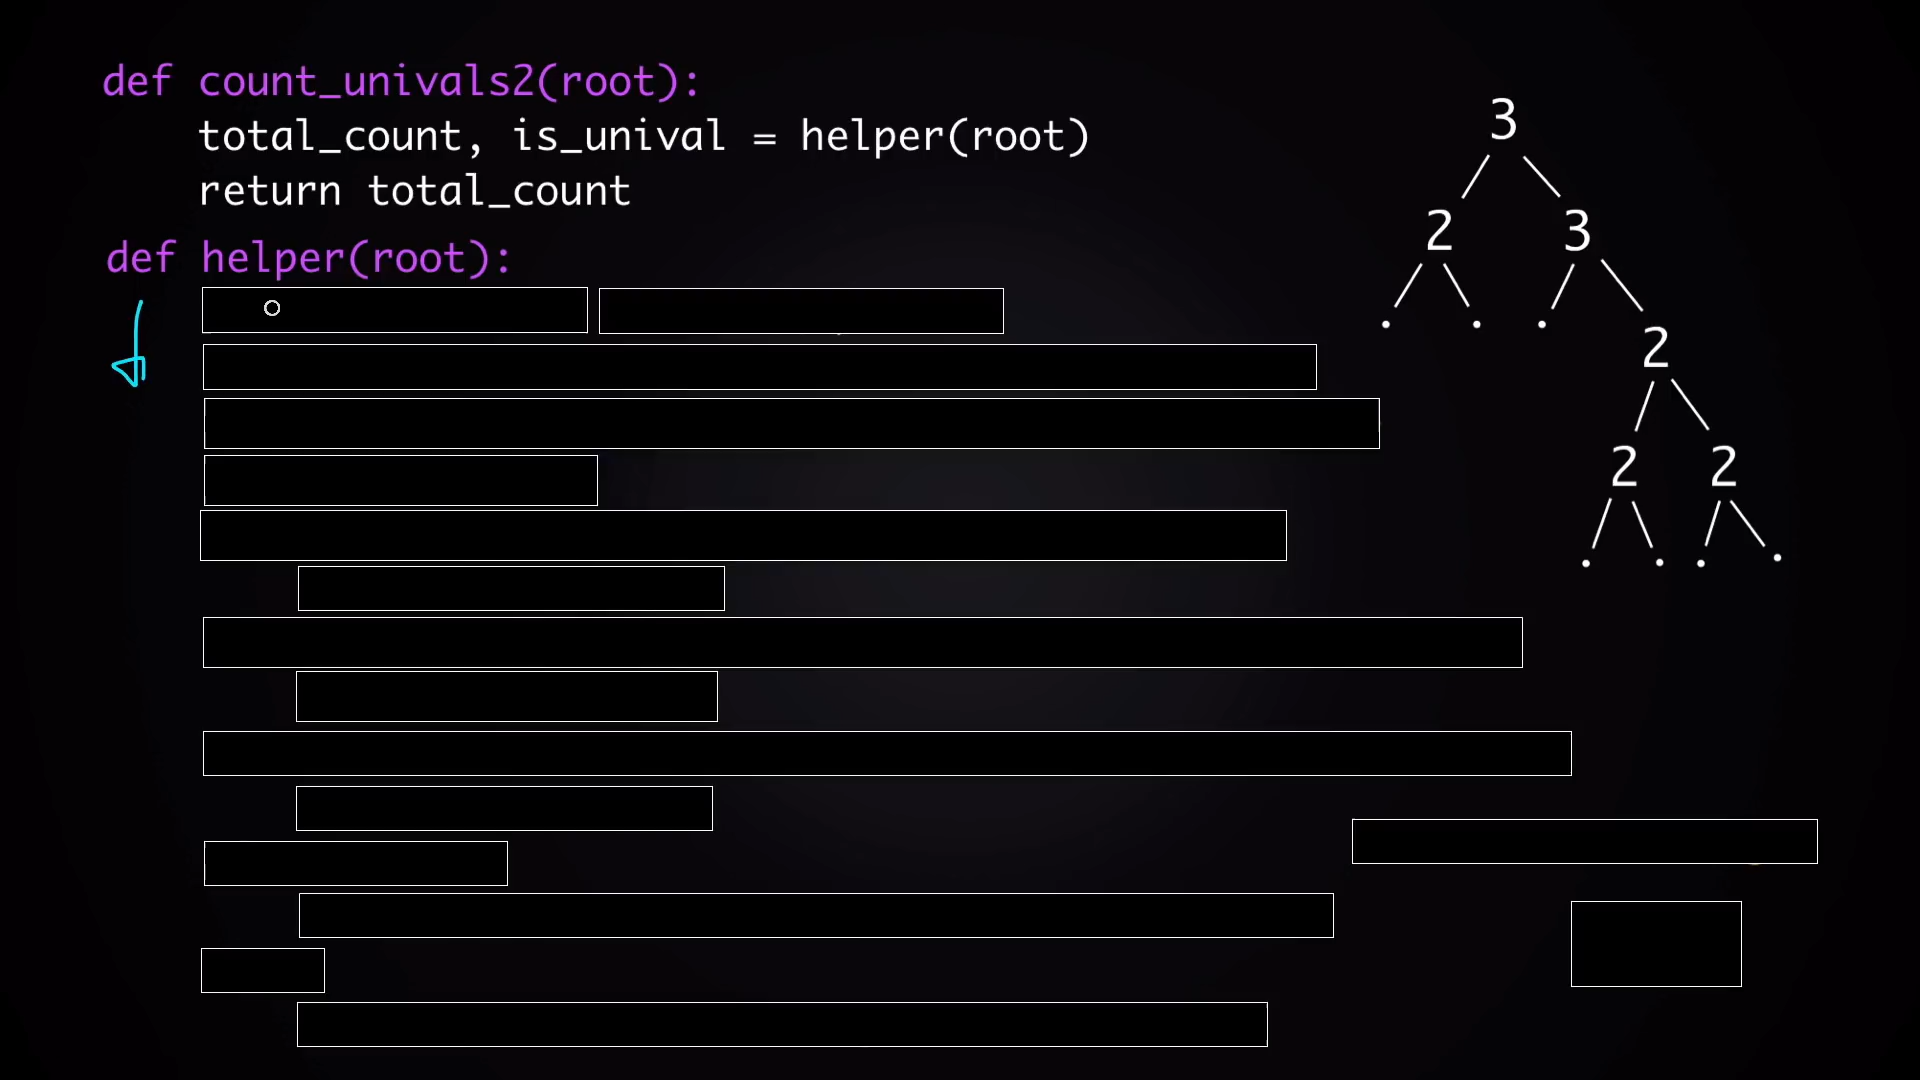 def count_univals2(root):
total_count, is_unival = helper(root)
return total_count
def helper(root):
3
2 3
2
2 2